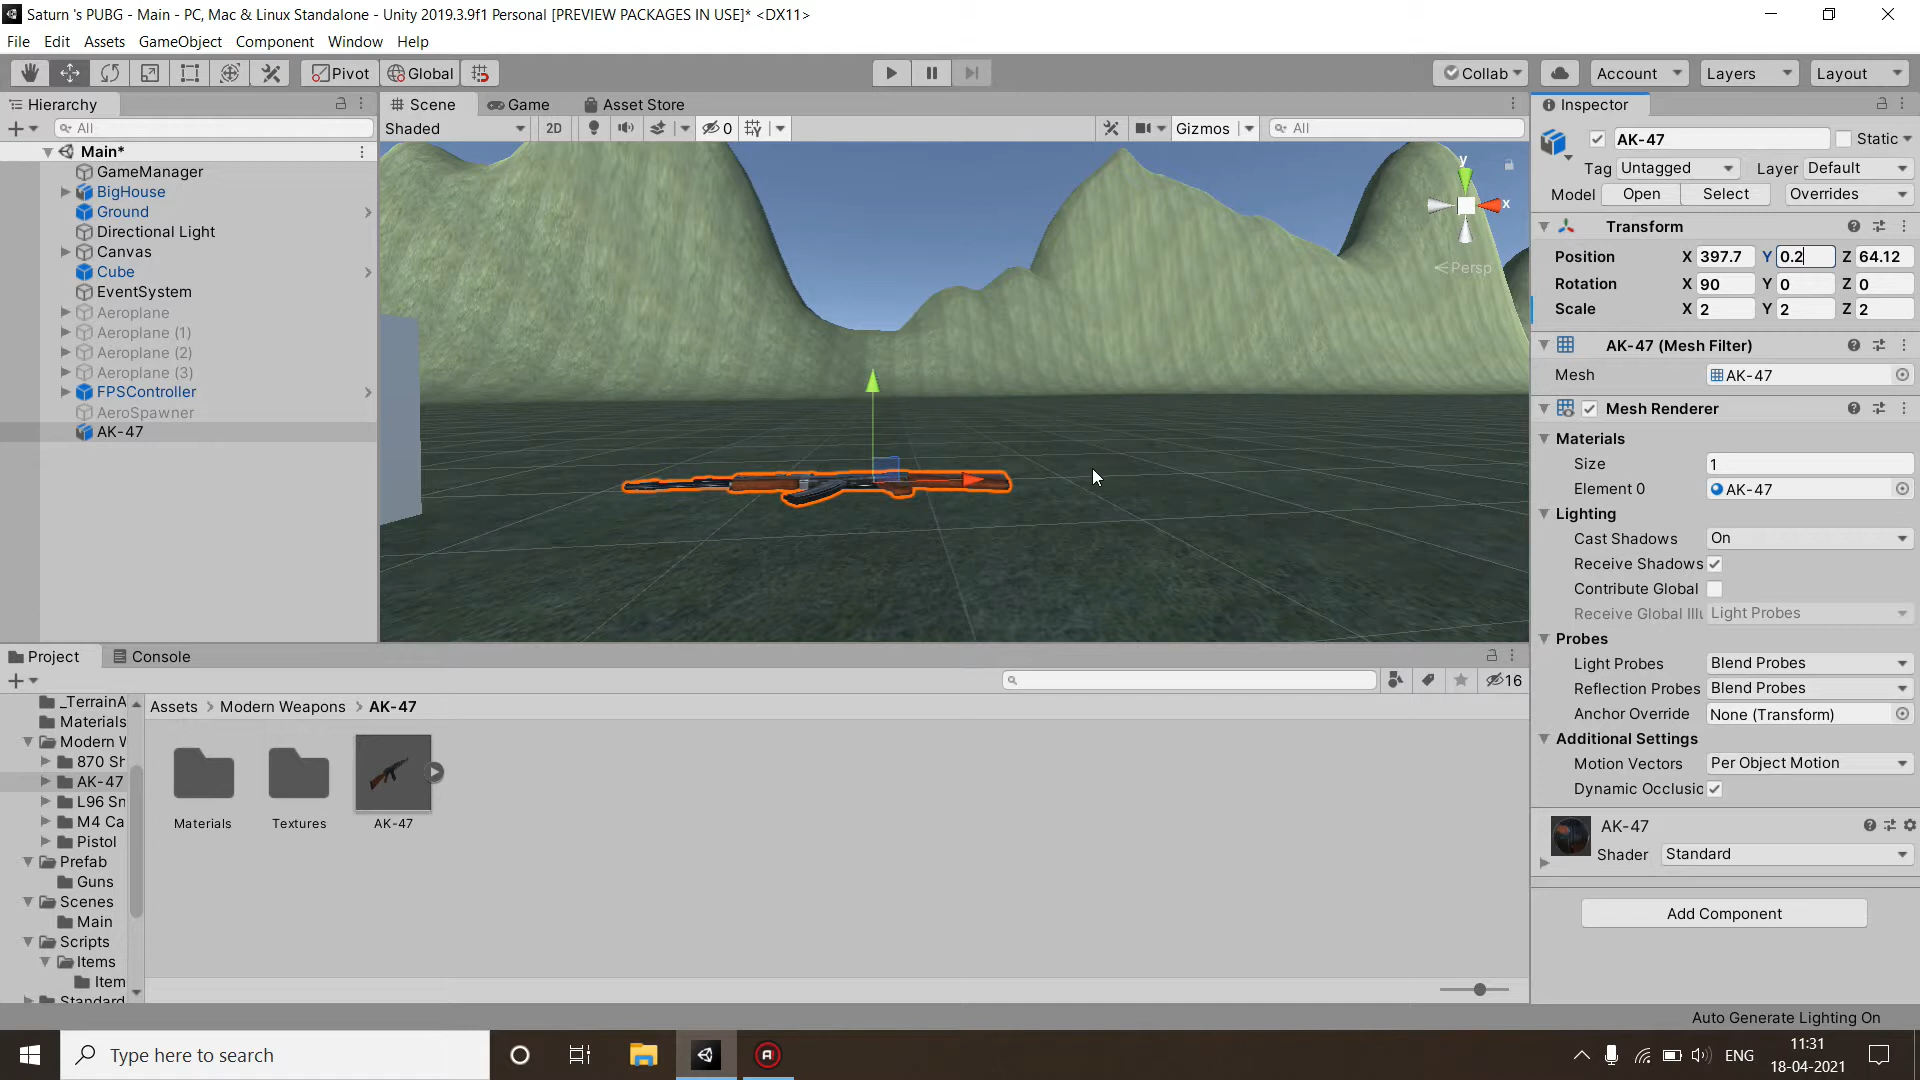 Saturn 's PUBG - Main - PC, Mac & Linux Standalone - Unity 2019.3.9f1 Personal [PREVIEW PACKAGES IN USE]* <DX11>
File Edit Assets GameObject Component Window Help
Pivot Global Collab Account Layers Layout
Hierarchy
All
Main*
GameManager
BigHouse
Ground
Directional Light
Canvas
Cube
EventSystem
Aeroplane
Aeroplane (1)
Aeroplane (2)
Aeroplane (3)
FPSController
AeroSpawner
AK-47
Scene Game Asset Store
Shaded 2D 0 Gizmos All
y
x
Persp
Inspector
AK-47 Static
Tag Untagged Layer Default
Model Open Select Overrides
Transform
Position X 397.7 Y 0.2 Z 64.12
Rotation X 90 Y 0 Z 0
Scale X 2 Y 2 Z 2
AK-47 (Mesh Filter)
Mesh AK-47
Mesh Renderer
Materials
Size 1
Element 0 AK-47
Lighting
Cast Shadows On
Receive Shadows
Contribute Global
Receive Global Illu Light Probes
Probes
Light Probes Blend Probes
Reflection Probes Blend Probes
Anchor Override None (Transform)
Additional Settings
Motion Vectors Per Object Motion
Dynamic Occlusic
AK-47
Shader Standard
Add Component
Project Console
16
_TerrainA
Materials
Modern W
870 Sh
AK-47
L96 Sn
M4 Ca
Pistol
Prefab
Guns
Scenes
Main
Scripts
Items
Item
Standard
Assets > Modern Weapons > AK-47
Materials Textures AK-47
Auto Generate Lighting On
Type here to search
ENG
11:31
18-04-2021